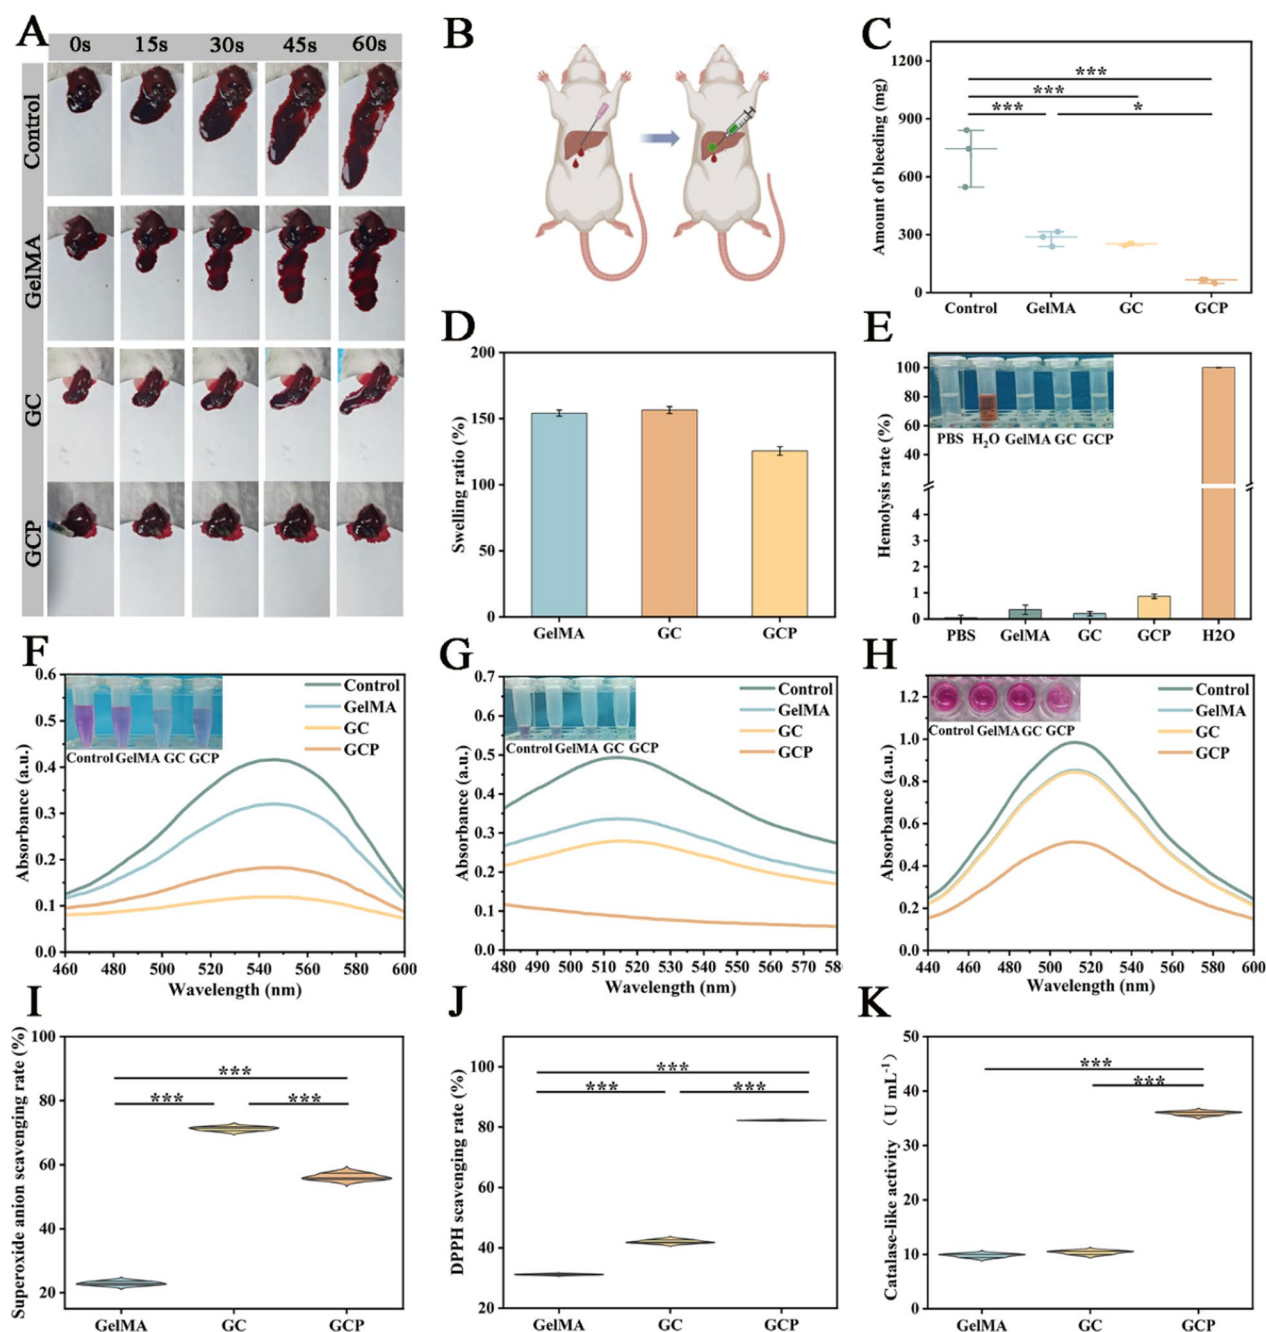 A
0s 15s 30s 45s 60s
Control
GelMA
GC
GCP
B
C
Amount of bleeding (mg)
1200
900
600
300
0
***
***
***
*
Control GelMA GC GCP
D
Swelling ratio (%)
200
150
100
50
0
GelMA GC GCP
E
Hemolysis rate (%)
100
80
60
40
4
3
2
1
0
PBS H₂O GelMA GC GCP
PBS GelMA GC GCP H2O
F
Absorbance (a.u.)
0.6
0.5
0.4
0.3
0.2
0.1
0.0
Control GelMA GC GCP
Control
GelMA
GC
GCP
460 480 500 520 540 560 580 600
Wavelength (nm)
G
Absorbance (a.u.)
0.7
0.6
0.5
0.4
0.3
0.2
0.1
0.0
Control GelMA GC GCP
Control
GelMA
GC
GCP
480 490 500 510 520 530 540 550 560 570 58
Wavelength (nm)
H
Absorbance (a.u.)
1.2
1.0
0.8
0.6
0.4
0.2
0.0
Control GelMA GC GCP
Control
GelMA
GC
GCP
440 460 480 500 520 540 560 580 600
Wavelength (nm)
I
Superoxide anion scavenging rate (%)
100
80
60
40
20
***
*** ***
GelMA GC GCP
J
DPPH scavenging rate (%)
100
80
60
40
20
***
*** ***
GelMA GC GCP
K
Catalase-like activity（U mL⁻¹）
50
40
30
20
10
0
***
***
GelMA GC GCP